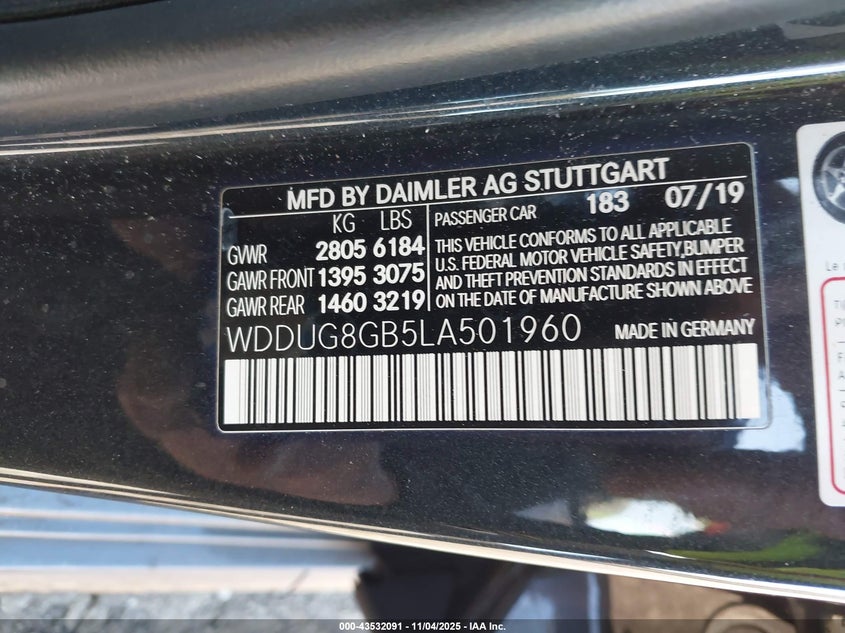 MFD BY DAIMLER AG STUTTGART
KG LBS
GVWR 2805 6184
GAWR FRONT 1395 3075
GAWR REAR 1460 3219
PASSENGER CAR 183 07/19
THIS VEHICLE CONFORMS TO ALL APPLICABLE
U.S. FEDERAL MOTOR VEHICLE SAFETY,BUMPER
AND THEFT PREVENTION STANDARDS IN EFFECT
ON THE DATE OF MANUFACTURE SHOWN ABOVE
WDDUG8GB5LA501960 MADE IN GERMANY
000-43532091 - 11/04/2025 - IAA Inc.